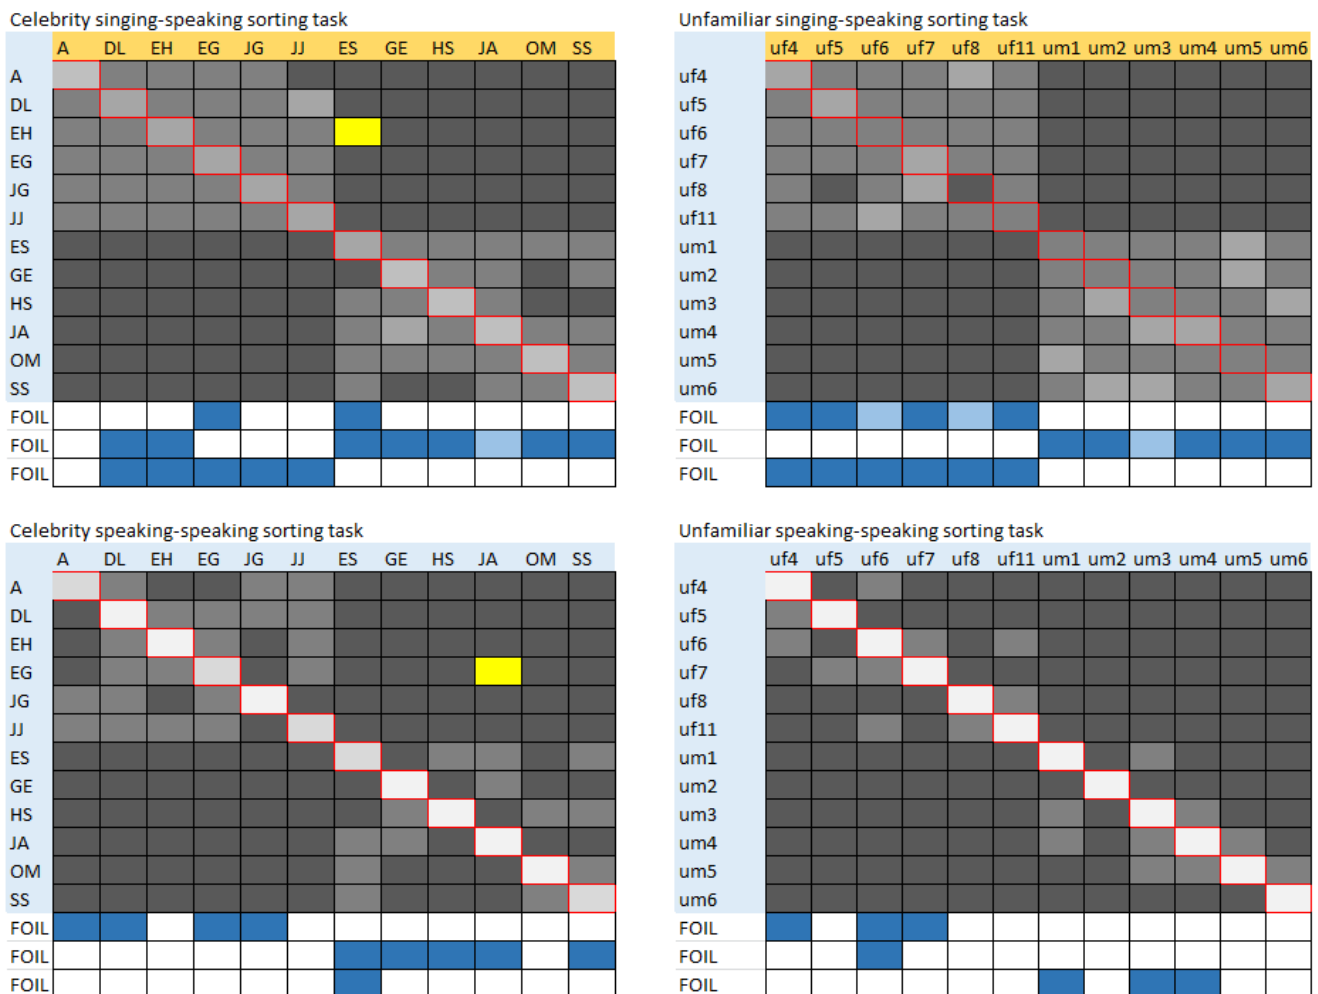 Celebrity singing-speaking sorting task
A DL EH EG JG JJ ES GE HS JA OM SS
A
DL
EH
EG
JG
JJ
ES
GE
HS
JA
OM
SS
FOIL
FOIL
FOIL
Unfamiliar singing-speaking sorting task
uf4 uf5 uf6 uf7 uf8 uf11 um1 um2 um3 um4 um5 um6
uf4
uf5
uf6
uf7
uf8
uf11
um1
um2
um3
um4
um5
um6
FOIL
FOIL
FOIL
Celebrity speaking-speaking sorting task
A DL EH EG JG JJ ES GE HS JA OM SS
A
DL
EH
EG
JG
JJ
ES
GE
HS
JA
OM
SS
FOIL
FOIL
FOIL
Unfamiliar speaking-speaking sorting task
uf4 uf5 uf6 uf7 uf8 uf11 um1 um2 um3 um4 um5 um6
uf4
uf5
uf6
uf7
uf8
uf11
um1
um2
um3
um4
um5
um6
FOIL
FOIL
FOIL